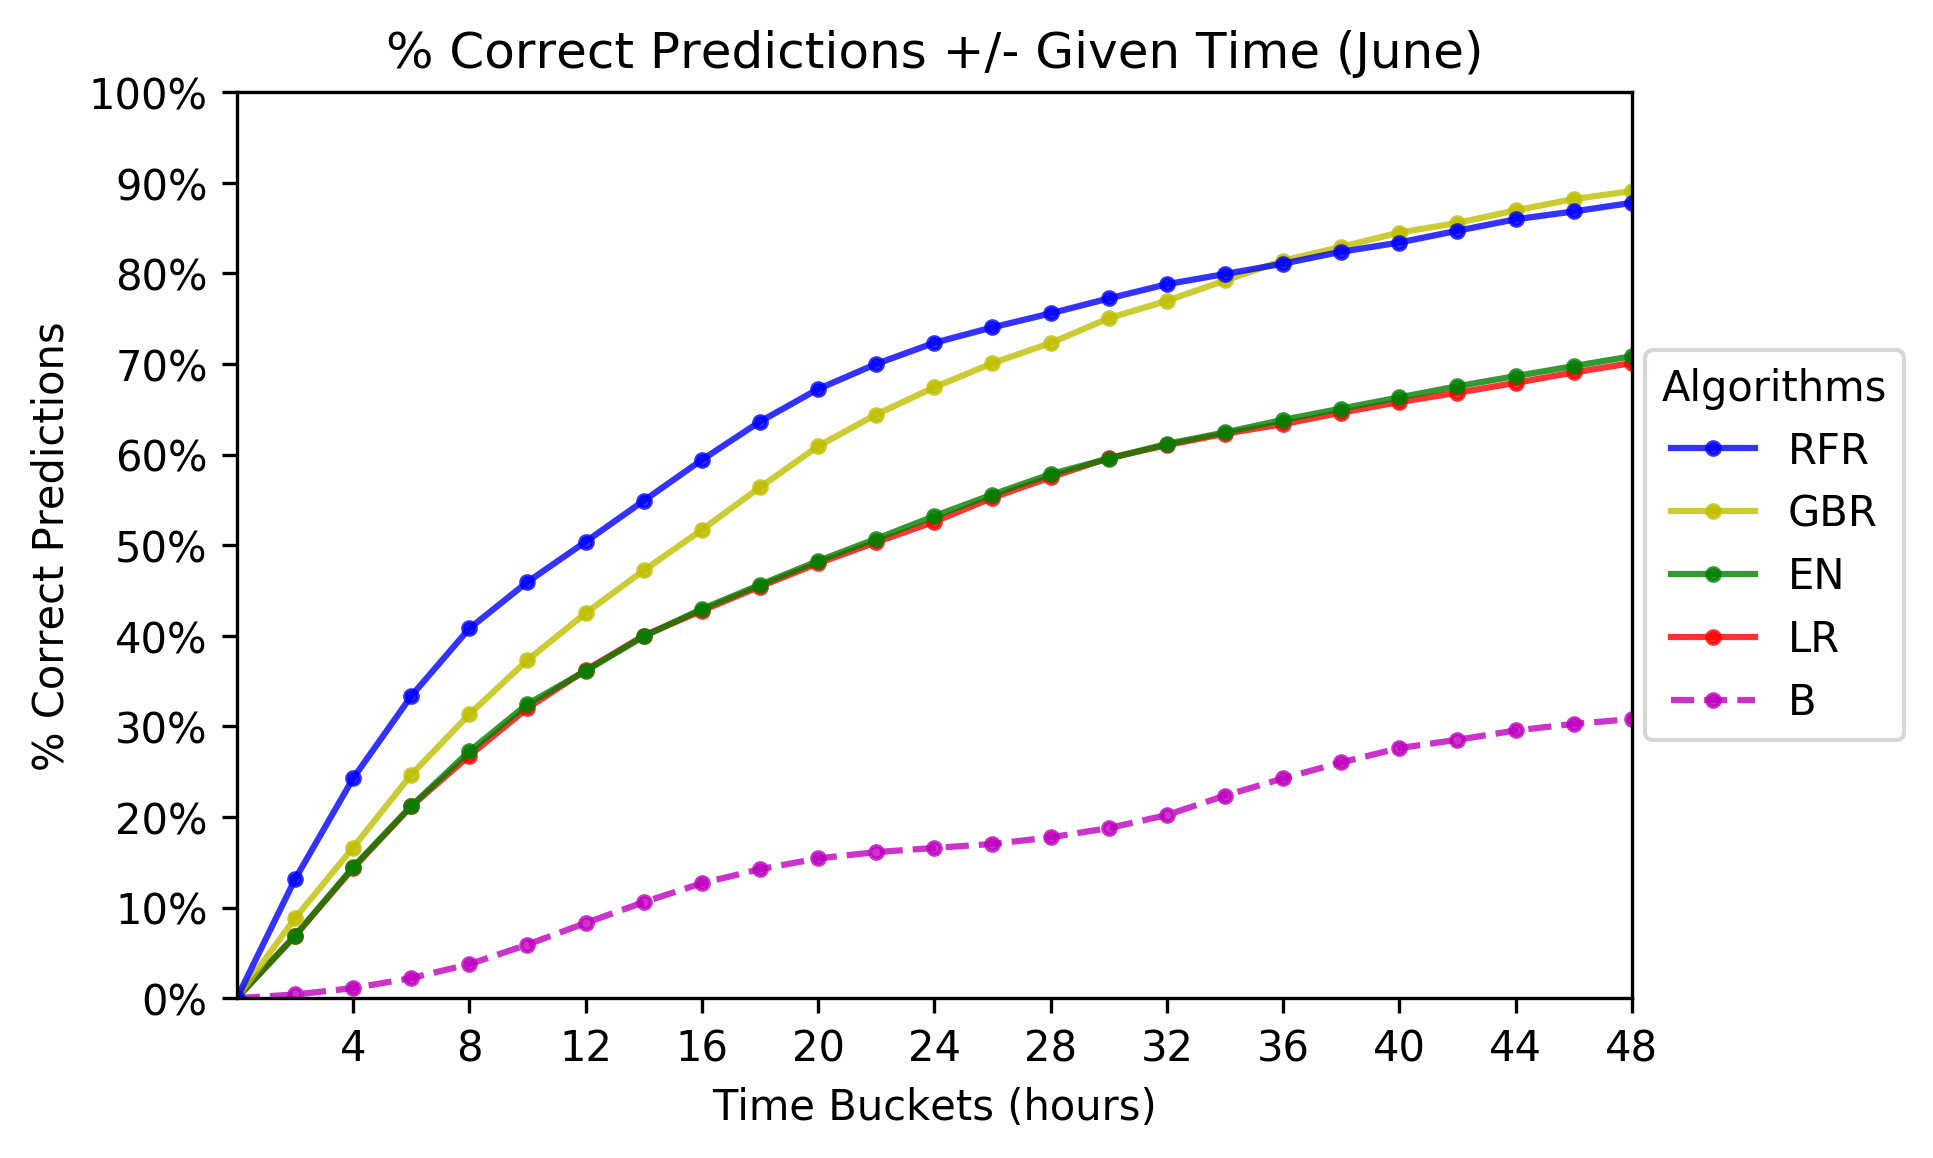 % Correct Predictions +/- Given Time (June)
100%
90%
80%
70%
60%
50%
40%
30%
20%
10%
0%
% Correct Predictions
4 8 12 16 20 24 28 32 36 40 44 48
Time Buckets (hours)
Algorithms
RFR
GBR
EN
LR
B